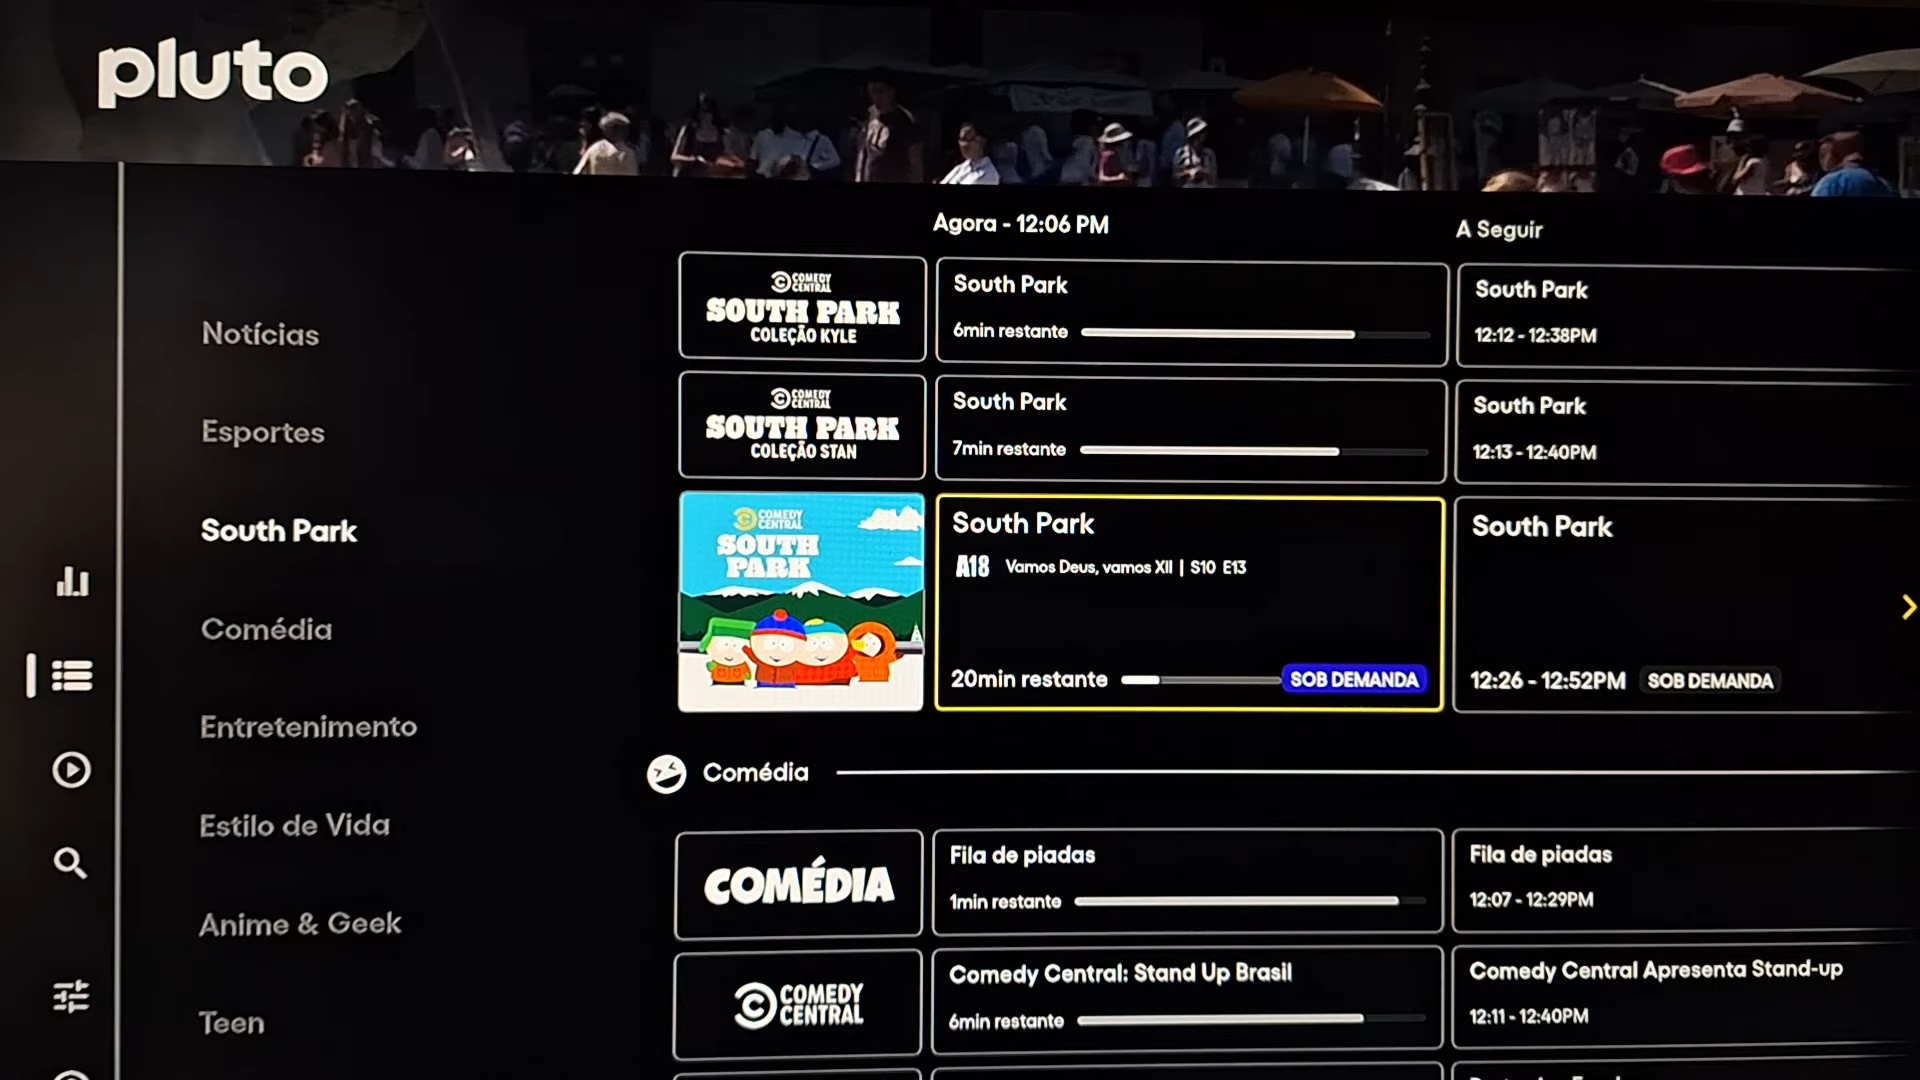 pluto
Agora - 12:06 PM
A Seguir
Notícias
Esportes
South Park
Comédia
Entretenimento
Estilo de Vida
Anime & Geek
Teen
COMEDY CENTRAL
SOUTH PARK
COLEÇÃO KYLE
South Park
6min restante
South Park
12:12 - 12:38PM
COMEDY CENTRAL
SOUTH PARK
COLEÇÃO STAN
South Park
7min restante
South Park
12:13 - 12:40PM
COMEDY CENTRAL
SOUTH
PARK
South Park
A18 Vamos Deus, vamos XII | S10 E13
20min restante SOB DEMANDA
South Park
12:26 - 12:52PM SOB DEMANDA
Comédia
COMÉDIA
Fila de piadas
1min restante
Fila de piadas
12:07 - 12:29PM
COMEDY
CENTRAL
Comedy Central: Stand Up Brasil
6min restante
Comedy Central Apresenta Stand-up
12:11 - 12:40PM